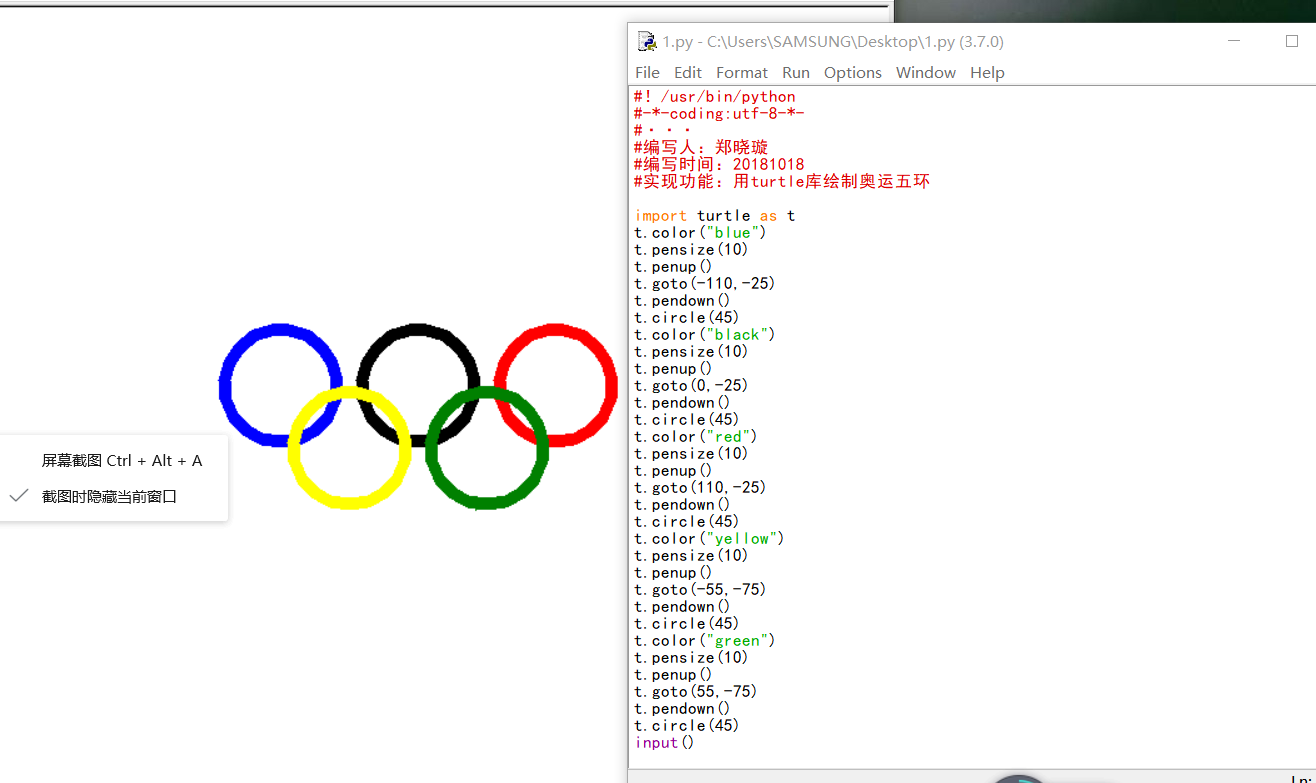 1.py - C:\Users\SAMSUNG\Desktop\1.py (3.7.0)
File Edit Format Run Options Window Help
#! /usr/bin/python
#-*-coding:utf-8-*-
#···
#编写人: 郑晓璇
#编写时间: 20181018
#实现功能: 用turtle库绘制奥运五环
import turtle as t
t.color("blue")
t.pensize(10)
t.penup()
t.goto(-110,-25)
t.pendown()
t.circle(45)
t.color("black")
t.pensize(10)
t.penup()
t.goto(0,-25)
t.pendown()
t.circle(45)
t.color("red")
t.pensize(10)
t.penup()
t.goto(110,-25)
t.pendown()
t.circle(45)
t.color("yellow")
t.pensize(10)
t.penup()
t.goto(-55,-75)
t.pendown()
t.circle(45)
t.color("green")
t.pensize(10)
t.penup()
t.goto(55,-75)
t.pendown()
t.circle(45)
input()
屏幕截图 Ctrl + Alt + A
截图时隐藏当前窗口